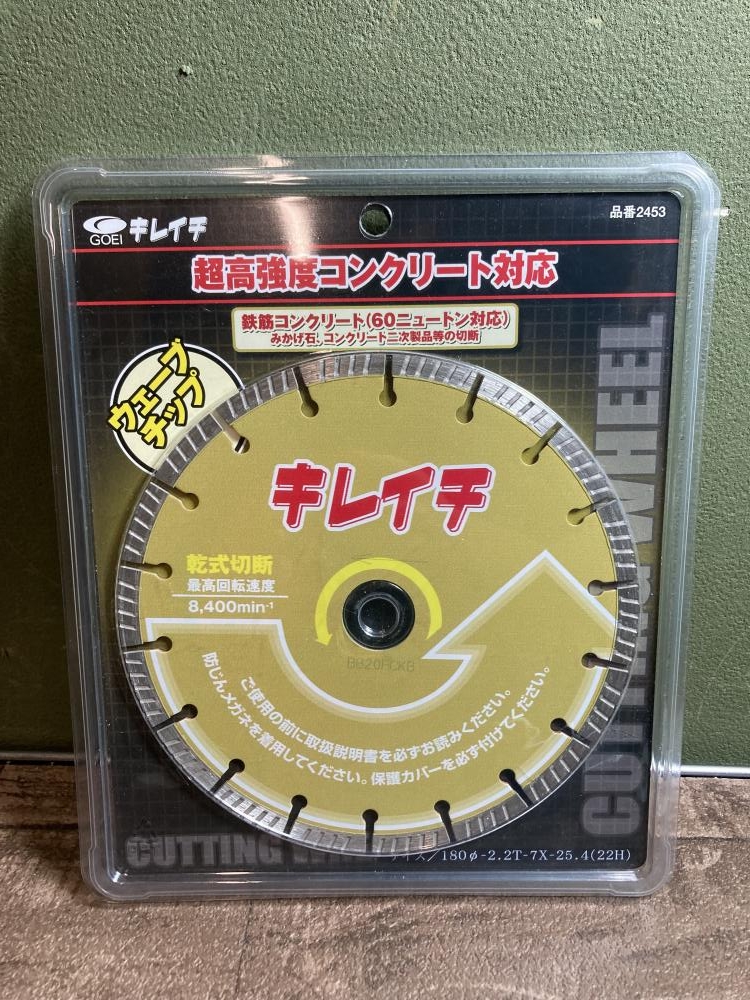 GOEI キレイチ
品番2453
超高強度コンクリート対応
鉄筋コンクリート(60ニュートン対応)
みかげ石、コンクリート二次製品等の切断
ウェーブ
チップ
キレイチ
乾式切断
最高回転速度
8,400min-1
ご使用の前に取扱説明書を必ずお読みください。
防じんメガネを着用してください。保護カバーを必ず付けてください。
WHEEL
CUTTING
/180φ-2.2T-7X-25.4(22H)